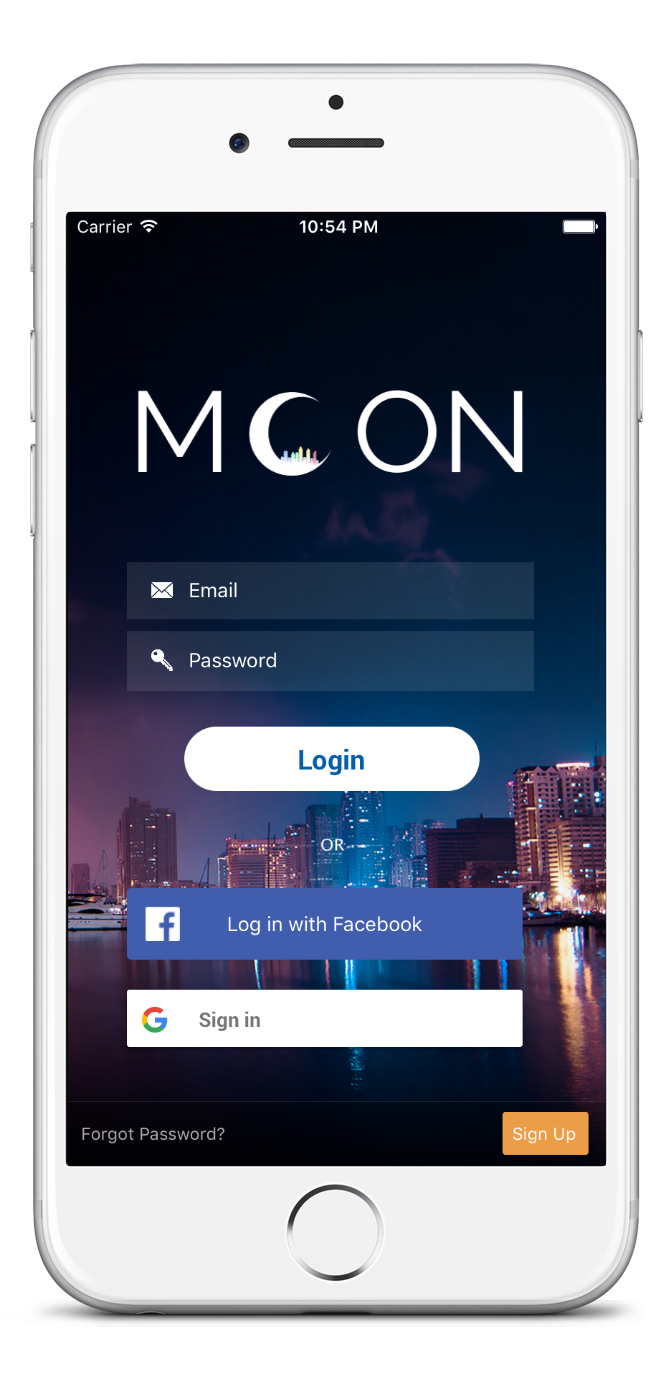 Carrier 10:54 PM
MOON
Email
Password
Login
OR
Log in with Facebook
Sign in
Forgot Password? Sign Up